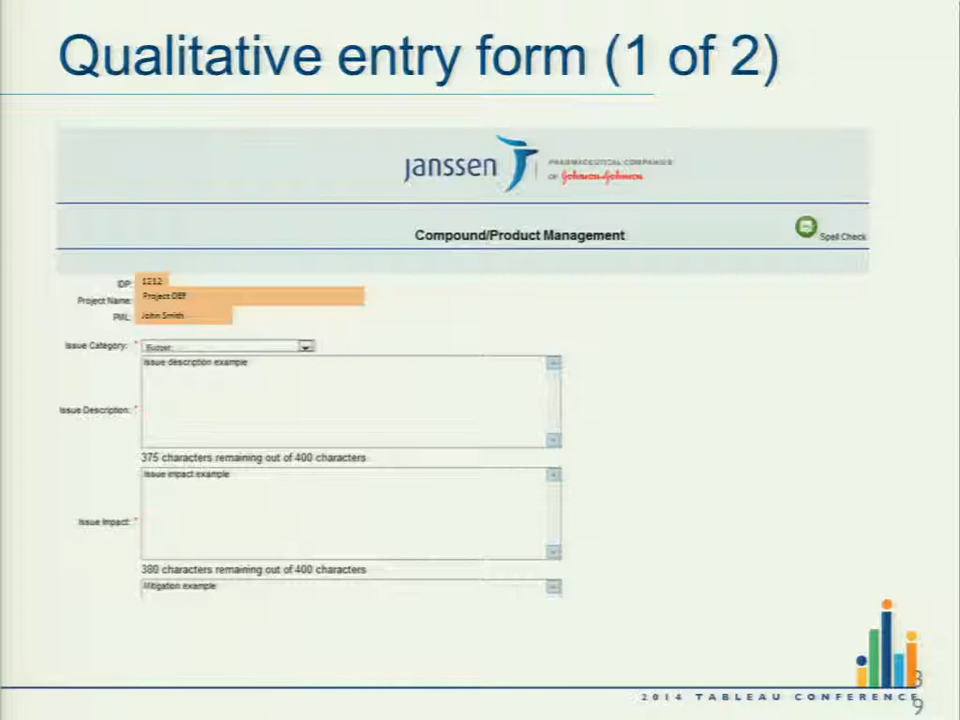 Qualitative entry form (1 of 2)
Janssen
PHARMACEUTICAL COMPANIES
OF Johnson & Johnson
Compound/Product Management
Spell Check
IDP: 1212
Project Name: Project DEF
PML: John Smith
Issue Category: * Budget
Issue description example
Issue Description: *
375 characters remaining out of 400 characters
Issue impact example
Issue Impact: *
380 characters remaining out of 400 characters
Mitigation example
2014 TABLEAU CONFERENCE
39